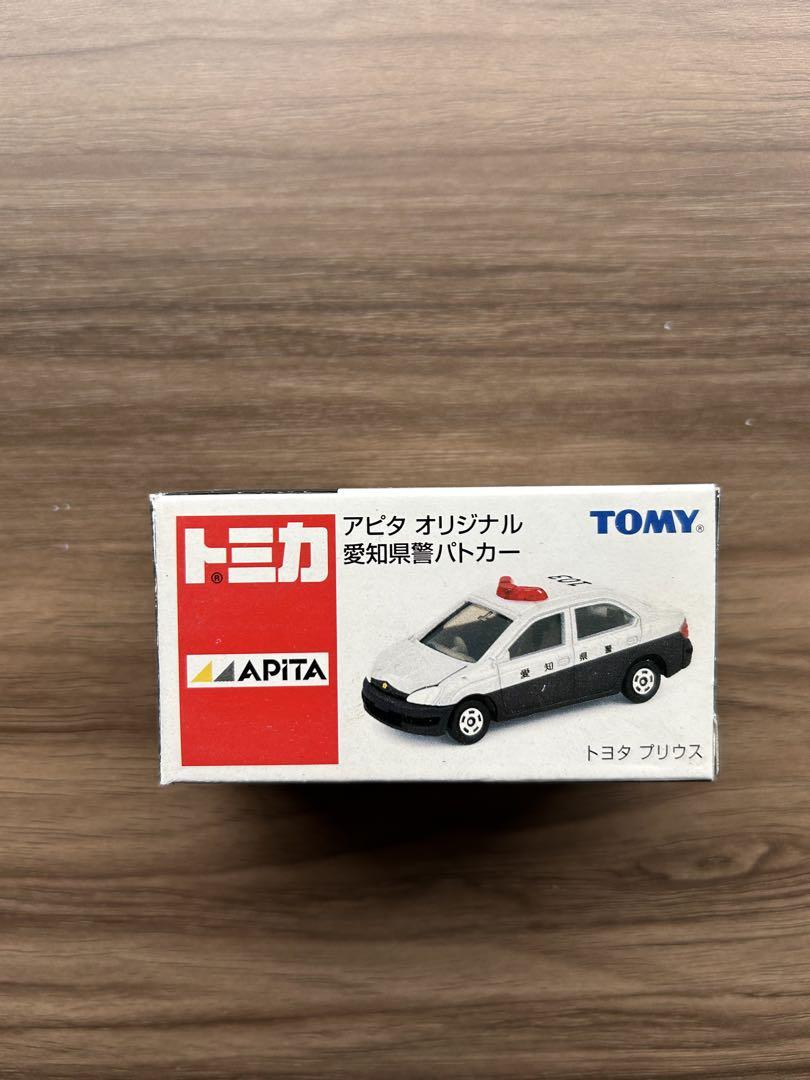 トミカ®
アピタ オリジナル
愛知県警パトカー
TOMY®
APiTA
103
愛知県警
トヨタ プリウス